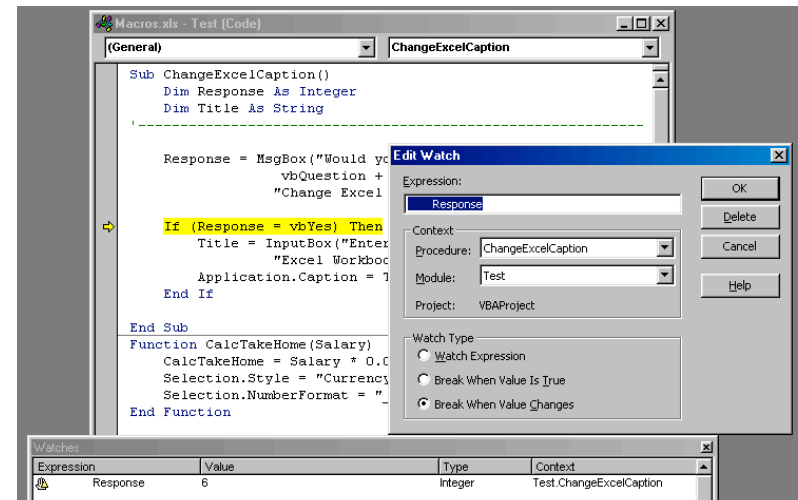 Macros.xls - Test (Code)
(General) ChangeExcelCaption
Sub ChangeExcelCaption()
Dim Response As Integer
Dim Title As String
'------------------------------------------------------------
Response = MsgBox("Would yo
vbQuestion +
"Change Excel
If (Response = vbYes) Then
Title = InputBox("Enter
"Excel Workboo
Application.Caption = T
End If
End Sub
Function CalcTakeHome(Salary)
CalcTakeHome = Salary * 0.
Selection.Style = "Currency
Selection.NumberFormat = "_
End Function
Edit Watch
Expression:
Response
OK
Delete
Cancel
Help
Context
Procedure: ChangeExcelCaption
Module: Test
Project: VBAProject
Watch Type
Watch Expression
Break When Value Is True
Break When Value Changes
Watches
Expression Value Type Context
Response 6 Integer Test.ChangeExcelCaption